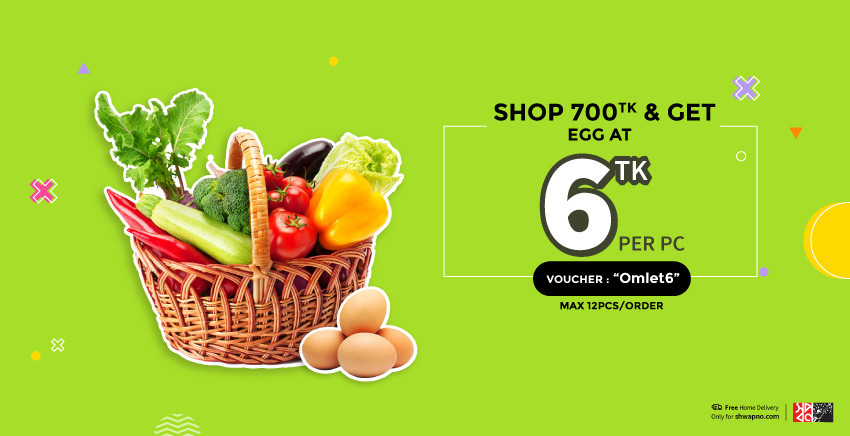 SHOP 700TK & GET
EGG AT
6TK
PER PC
VOUCHER : “Omlet6”
MAX 12PCS/ORDER
Free Home Delivery
Only for shwapno.com